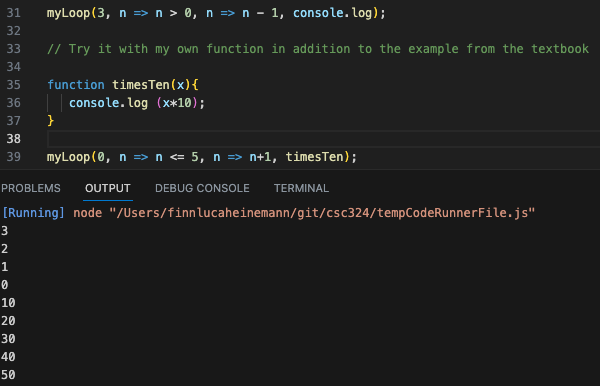 31 myLoop(3, n => n > 0, n => n - 1, console.log);
32
33 // Try it with my own function in addition to the example from the textbook
34
35 function timesTen(x){
36 console.log (x*10);
37 }
38
39 myLoop(0, n => n <= 5, n => n+1, timesTen);
PROBLEMS OUTPUT DEBUG CONSOLE TERMINAL
[Running] node "/Users/finnlucaheinemann/git/csc324/tempCodeRunnerFile.js"
3
2
1
0
10
20
30
40
50